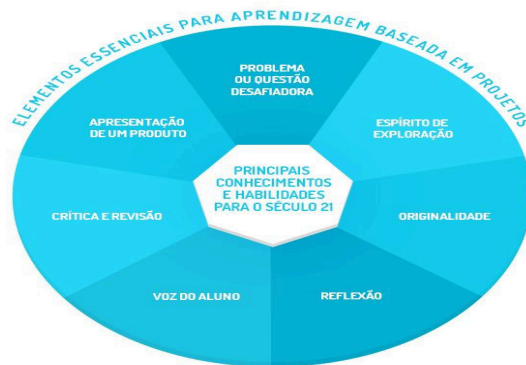 ELEMENTOS ESSENCIAIS PARA APRENDIZAGEM BASEADA EM PROJETOS
PROBLEMA
OU QUESTÃO
DESAFIADORA
ESPÍRITO DE
EXPLORAÇÃO
ORIGINALIDADE
REFLEXÃO
VOZ DO ALUNO
CRÍTICA E REVISÃO
APRESENTAÇÃO
DE UM PRODUTO
PRINCIPAIS
CONHECIMENTOS
E HABILIDADES
PARA O SÉCULO 21